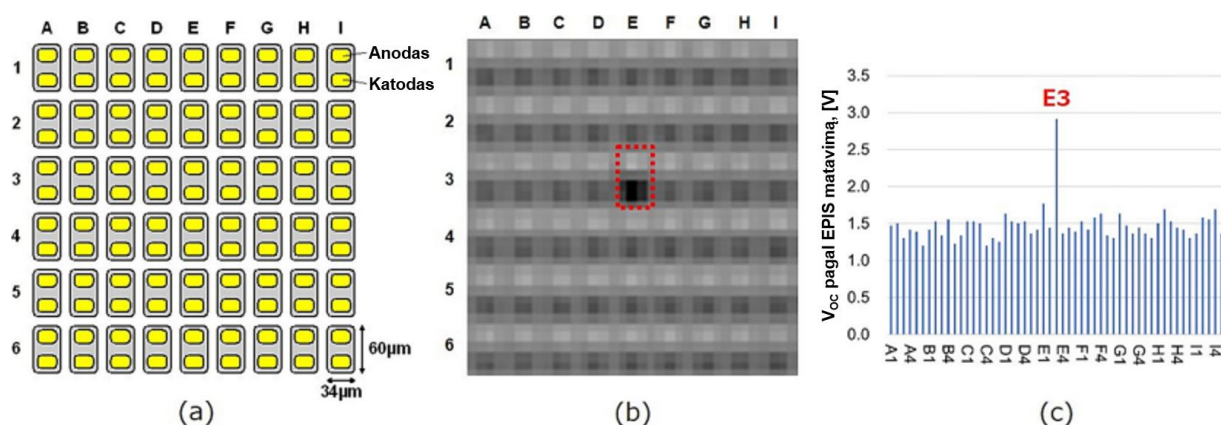 A B C D E F G H I
1
2
3
4
5
6
Anodas
Katodas
60µm
34µm
(a)
A B C D E F G H I
1
2
3
4
5
6
(b)
V_OC pagal EPIS matavimą, [V]
3.5
3.0
2.5
2.0
1.5
1.0
0.5
0.0
E3
A1 A4 B1 B4 C1 C4 D1 D4 E1 E4 F1 F4 G1 G4 H1 H4 I1 I4
(c)